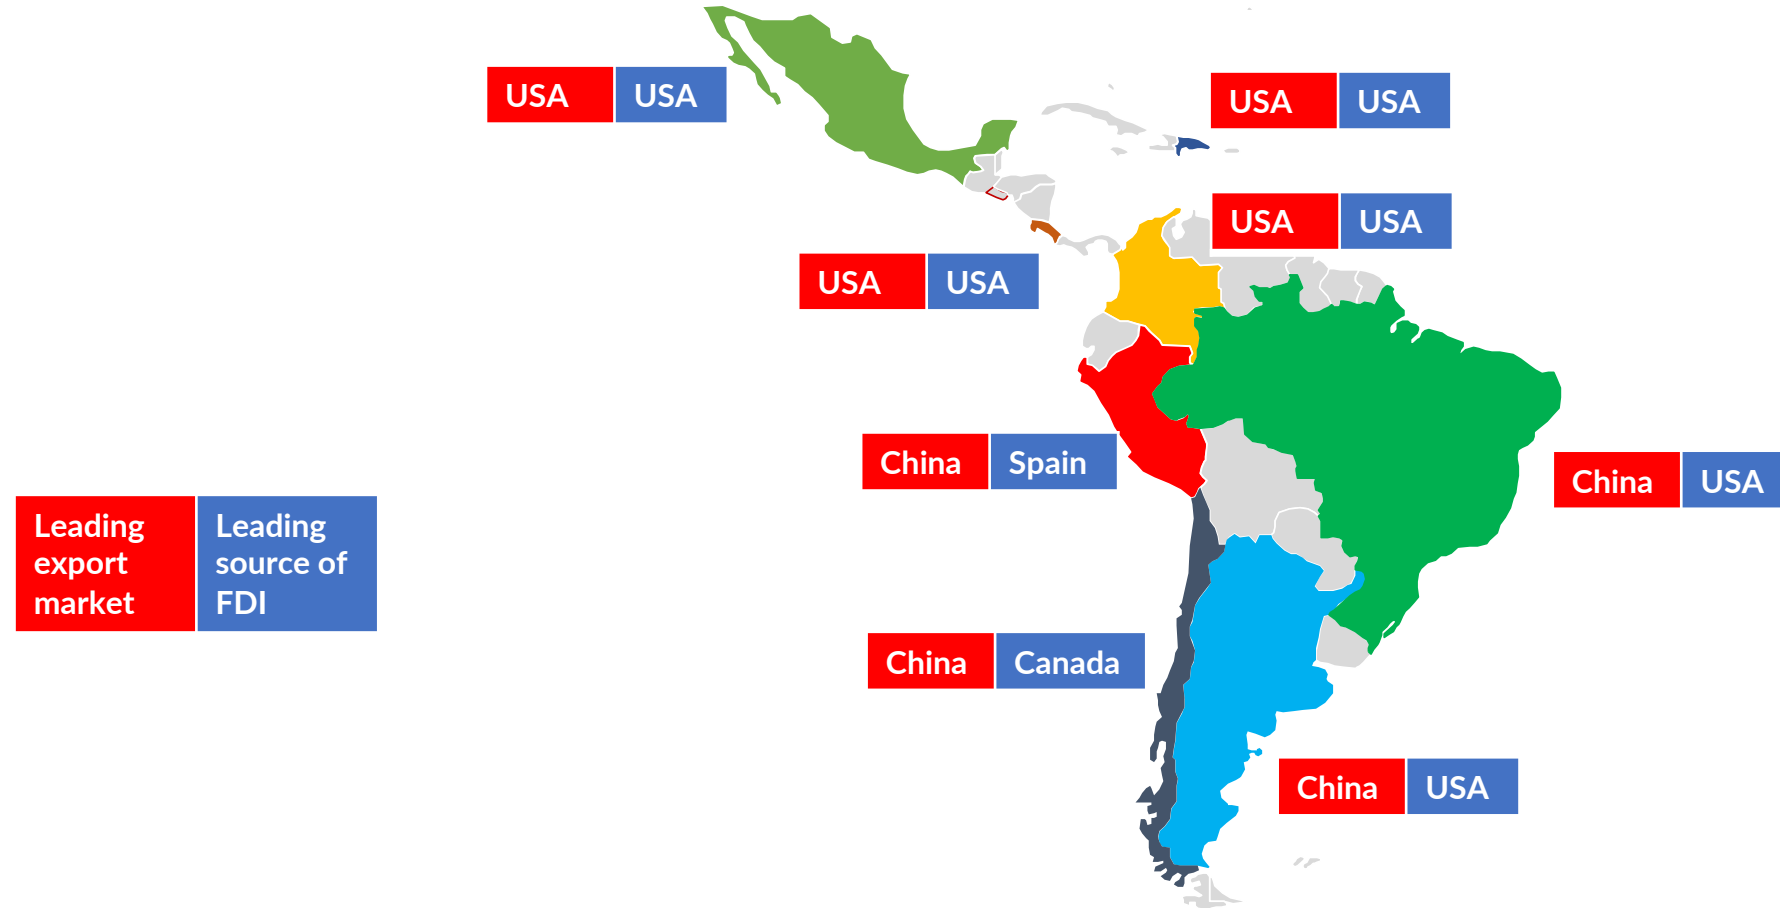 USA USA
USA USA
USA USA
USA USA
China Spain
China USA
Leading export market
Leading source of FDI
China Canada
China USA